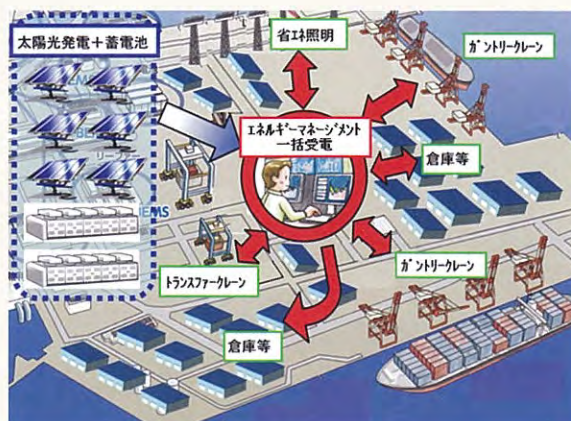 太陽光発電＋蓄電池
省エネ照明
ｶﾞﾝﾄﾘｰｸﾚｰﾝ
ｴﾈﾙｷﾞｰﾏﾈｰｼﾞﾒﾝﾄ
一括受電
倉庫等
ﾄﾗﾝｽﾌｧｰｸﾚｰﾝ
ｶﾞﾝﾄﾘｰｸﾚｰﾝ
倉庫等